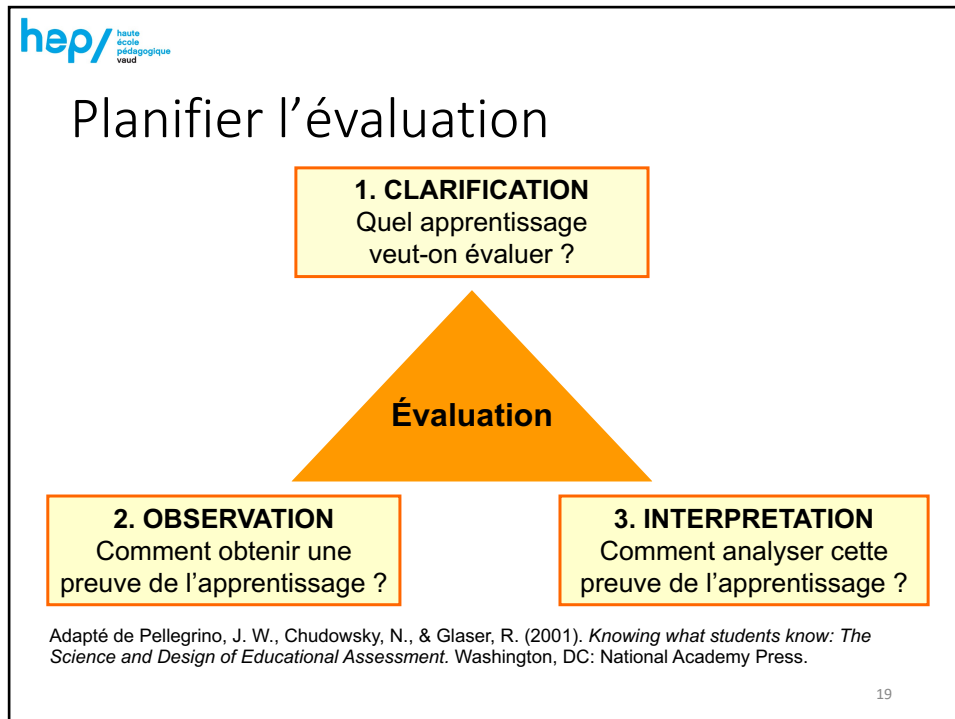 hep/
haute
école
pédagogique
vaud
Planifier l’évaluation
1. CLARIFICATION
Quel apprentissage
veut-on évaluer ?
Évaluation
2. OBSERVATION
Comment obtenir une
preuve de l’apprentissage ?
3. INTERPRETATION
Comment analyser cette
preuve de l’apprentissage ?
Adapté de Pellegrino, J. W., Chudowsky, N., & Glaser, R. (2001). Knowing what students know: The
Science and Design of Educational Assessment. Washington, DC: National Academy Press.
19